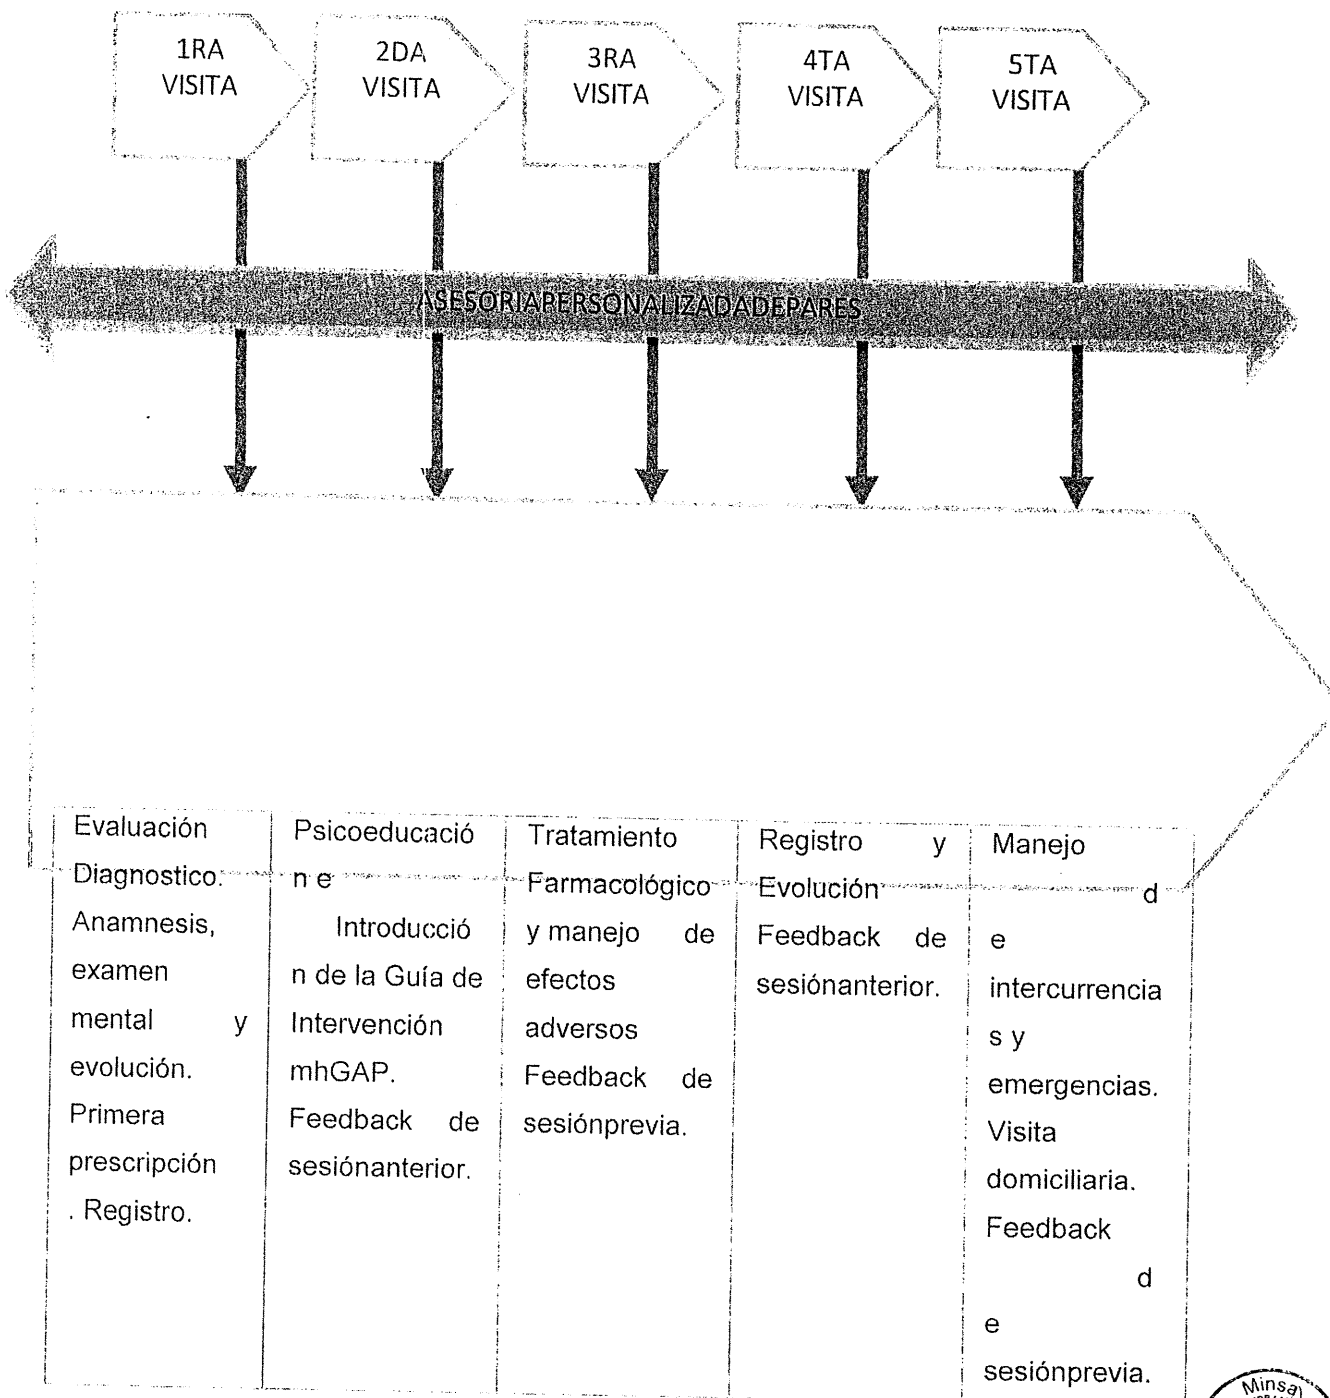 1RA
VISITA
2DA
VISITA
3RA
VISITA
4TA
VISITA
5TA
VISITA
ASESORIAPERSONALIZADADEPARES
Evaluación
Diagnostico.
Anamnesis,
examen
mental y
evolución.
Primera
prescripción
. Registro.
Psicoeducació
n e
Introducció
n de la Guía de
Intervención
mhGAP.
Feedback de
sesiónanterior.
Tratamiento
Farmacológico
y manejo de
efectos
adversos
Feedback de
sesiónprevia.
Registro y
Evolución
Feedback de
sesiónanterior.
Manejo
d
e
intercurrencia
s y
emergencias.
Visita
domiciliaria.
Feedback
d
e
sesiónprevia.
Minsa